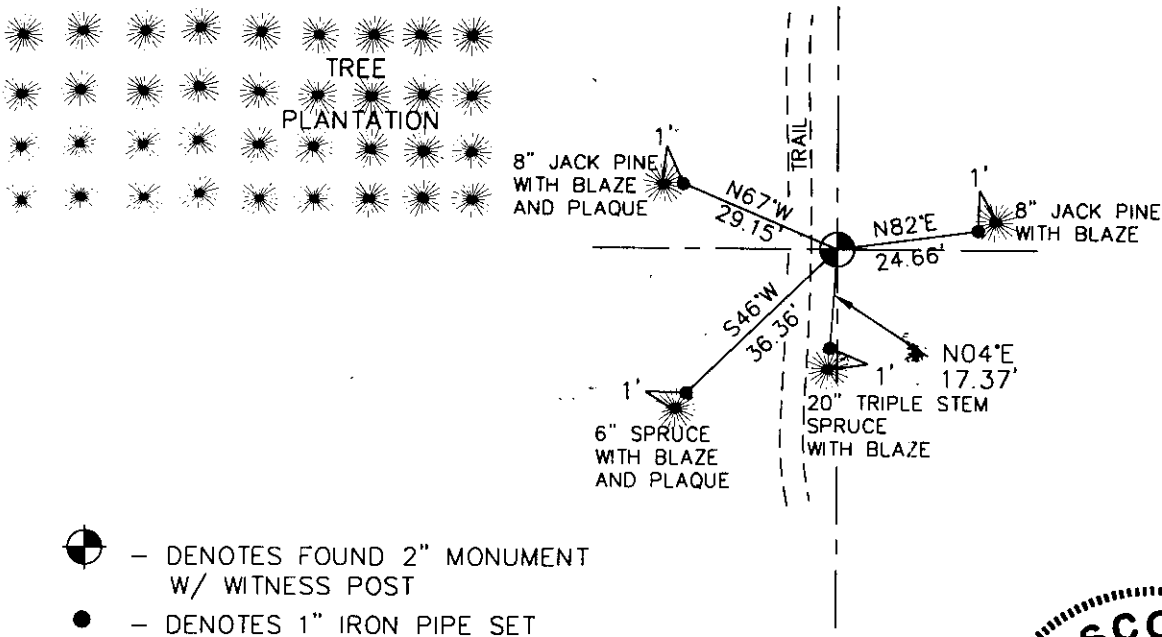 TREE
PLANTATION
TRAIL
1'
8" JACK PINE
WITH BLAZE
AND PLAQUE
N67°W
29.15'
1'
8" JACK PINE
WITH BLAZE
N82°E
24.66'
S46°W
36.36'
1'
6" SPRUCE
WITH BLAZE
AND PLAQUE
N04°E
17.37'
1'
20" TRIPLE STEM
SPRUCE
WITH BLAZE
– DENOTES FOUND 2" MONUMENT
W/ WITNESS POST
– DENOTES 1" IRON PIPE SET
SCO